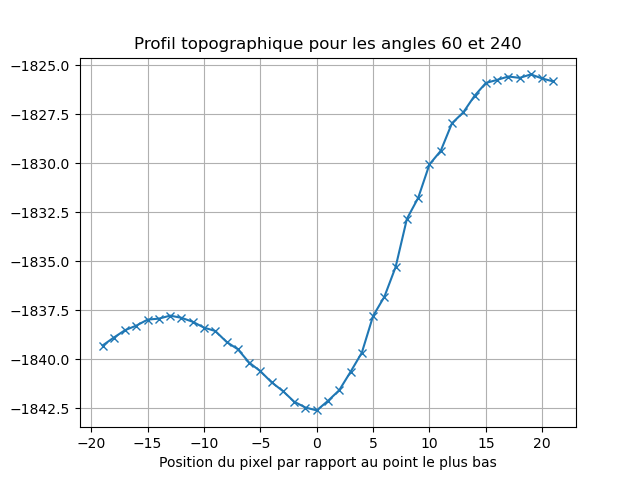 Profil topographique pour les angles 60 et 240
−1825.0
−1827.5
−1830.0
−1832.5
−1835.0
−1837.5
−1840.0
−1842.5
−20 −15 −10 −5 0 5 10 15 20
Position du pixel par rapport au point le plus bas